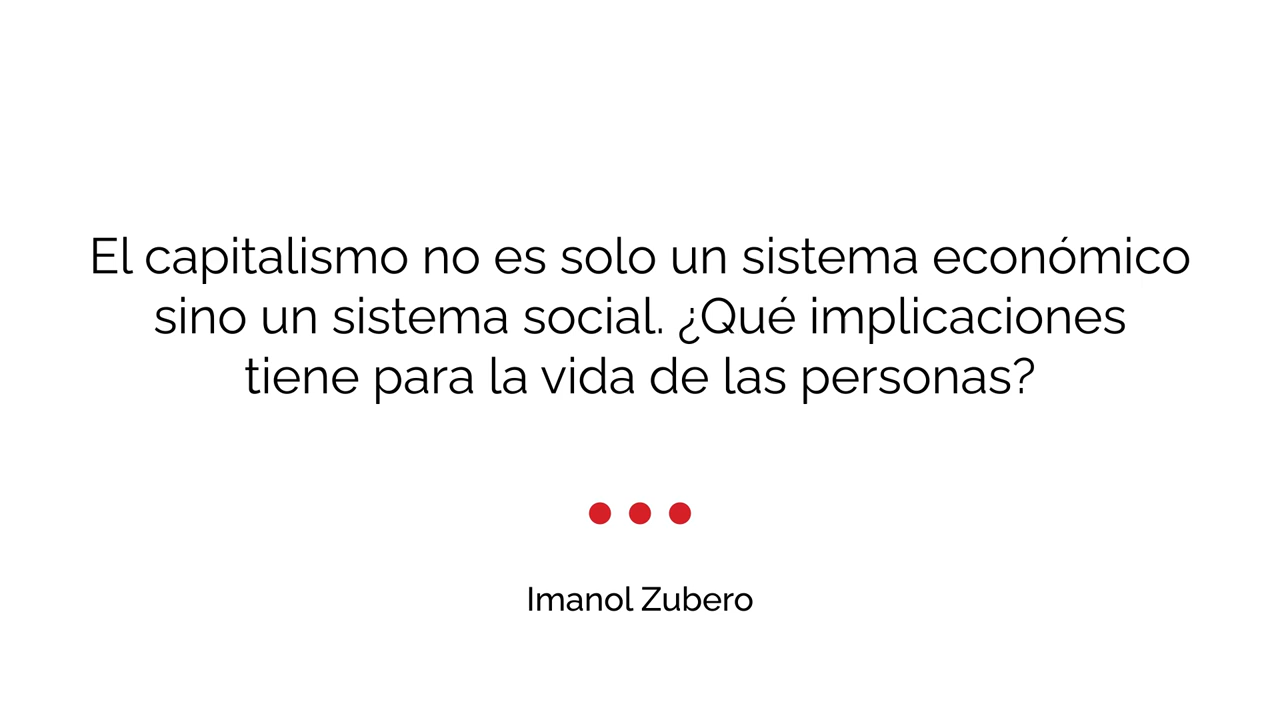 El capitalismo no es solo un sistema económico
sino un sistema social. ¿Qué implicaciones
tiene para la vida de las personas?
Imanol Zubero